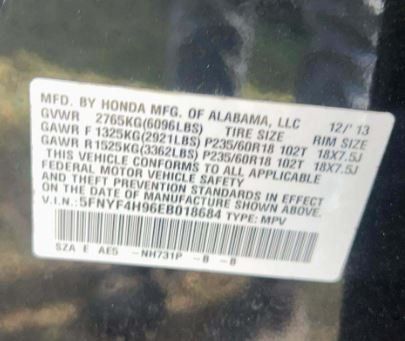 MFD. BY HONDA MFG. OF ALABAMA, LLC 12/'13
GVWR 2765KG(6096LBS) TIRE SIZE RIM SIZE
GAWR F 1325KG(2921LBS) P235/60R18 102T 18X7.5J
GAWR R1525KG(3362LBS) P235/60R18 102T 18X7.5J
THIS VEHICLE CONFORMS TO ALL APPLICABLE
FEDERAL MOTOR VEHICLE SAFETY
AND THEFT PREVENTION STANDARDS IN EFFECT
ON THE DATE OF MANUFACTURE SHOWN ABOVE.
V.I.N.: 5FNYF4H96EB018684 TYPE: MPV
SZA E AE5 -NH731P -B -B